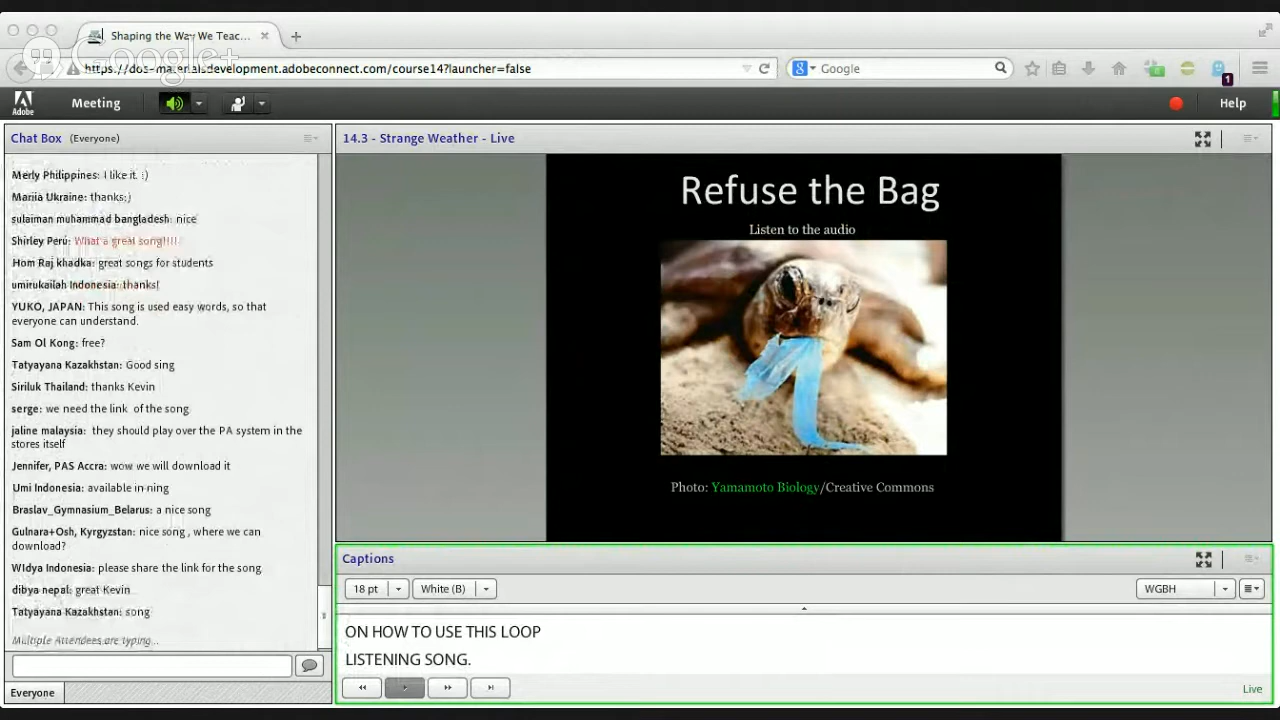 Shaping the Way We Teac...
Google+
https://dos-materialsdevelopment.adobeconnect.com/course14?launcher=false
Google
1
Adobe
Meeting
Help
Chat Box (Everyone)
Merly Philippines: I like it. :)
Mariia Ukraine: thanks;)
sulaiman muhammad bangladesh: nice
Shirley Perú: What a great song!!!!.
Hom Raj khadka: great songs for students
umirukailah Indonesia: thanks!
YUKO, JAPAN: This song is used easy words, so that
everyone can understand.
Sam Ol Kong: free?
Tatyayana Kazakhstan: Good sing
Siriluk Thailand: thanks Kevin
serge: we need the link of the song
jaline malaysia: they should play over the PA system in the
stores itself
Jennifer, PAS Accra: wow we will download it
Umi Indonesia: available in ning
Braslav_Gymnasium_Belarus: a nice song
Gulnara+Osh, Kyrgyzstan: nice song , where we can
download?
WIdya Indonesia: please share the link for the song
dibya nepal: great Kevin
Tatyayana Kazakhstan: song
Multiple Attendees are typing...
Everyone
14.3 - Strange Weather - Live
Refuse the Bag
Listen to the audio
Photo: Yamamoto Biology/Creative Commons
Captions
18 pt
White (B)
WGBH
ON HOW TO USE THIS LOOP
LISTENING SONG.
Live